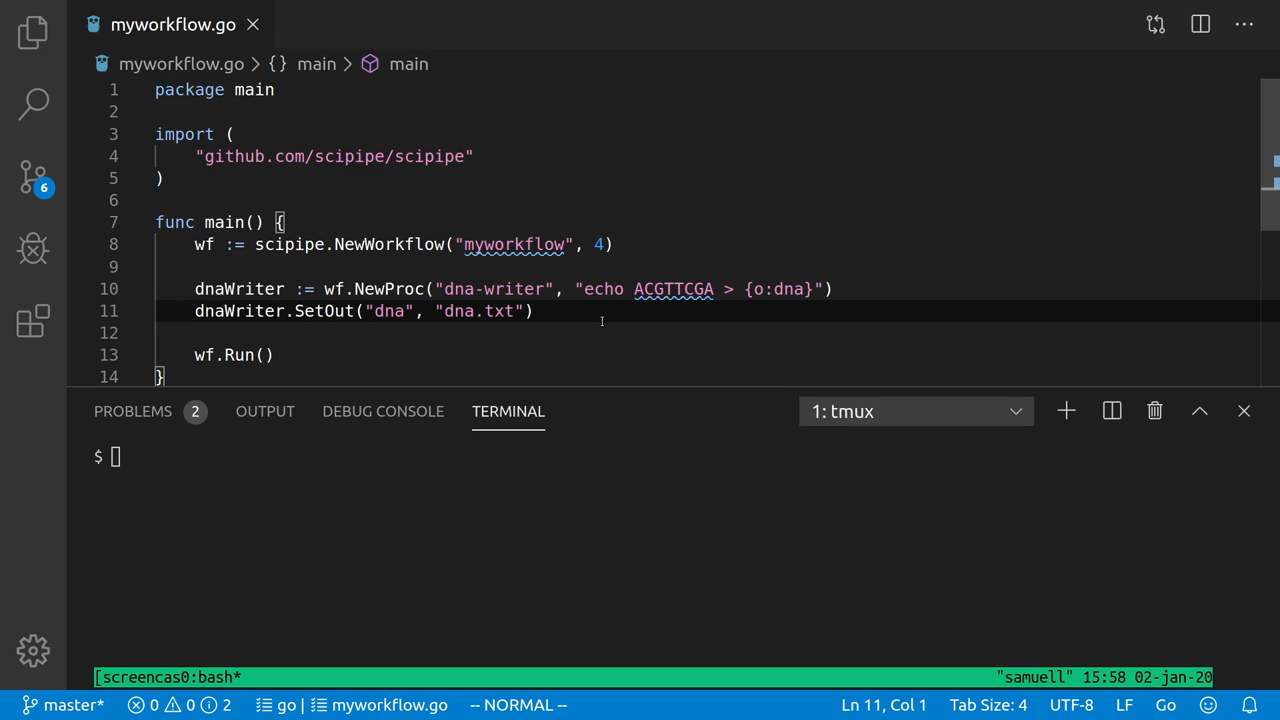 myworkflow.go
myworkflow.go > {} main > main
1 package main
2
3 import (
4 "github.com/scipipe/scipipe"
5 )
6
7 func main() {
8 wf := scipipe.NewWorkflow("myworkflow", 4)
9
10 dnaWriter := wf.NewProc("dna-writer", "echo ACGTTCGA > {o:dna}")
11 dnaWriter.SetOut("dna", "dna.txt")
12
13 wf.Run()
14 }
6
PROBLEMS 2 OUTPUT DEBUG CONSOLE TERMINAL 1: tmux
$
[screencas0:bash* "samuell" 15:58 02-jan-20
master* 0 0 2 go | myworkflow.go -- NORMAL -- Ln 11, Col 1 Tab Size: 4 UTF-8 LF Go